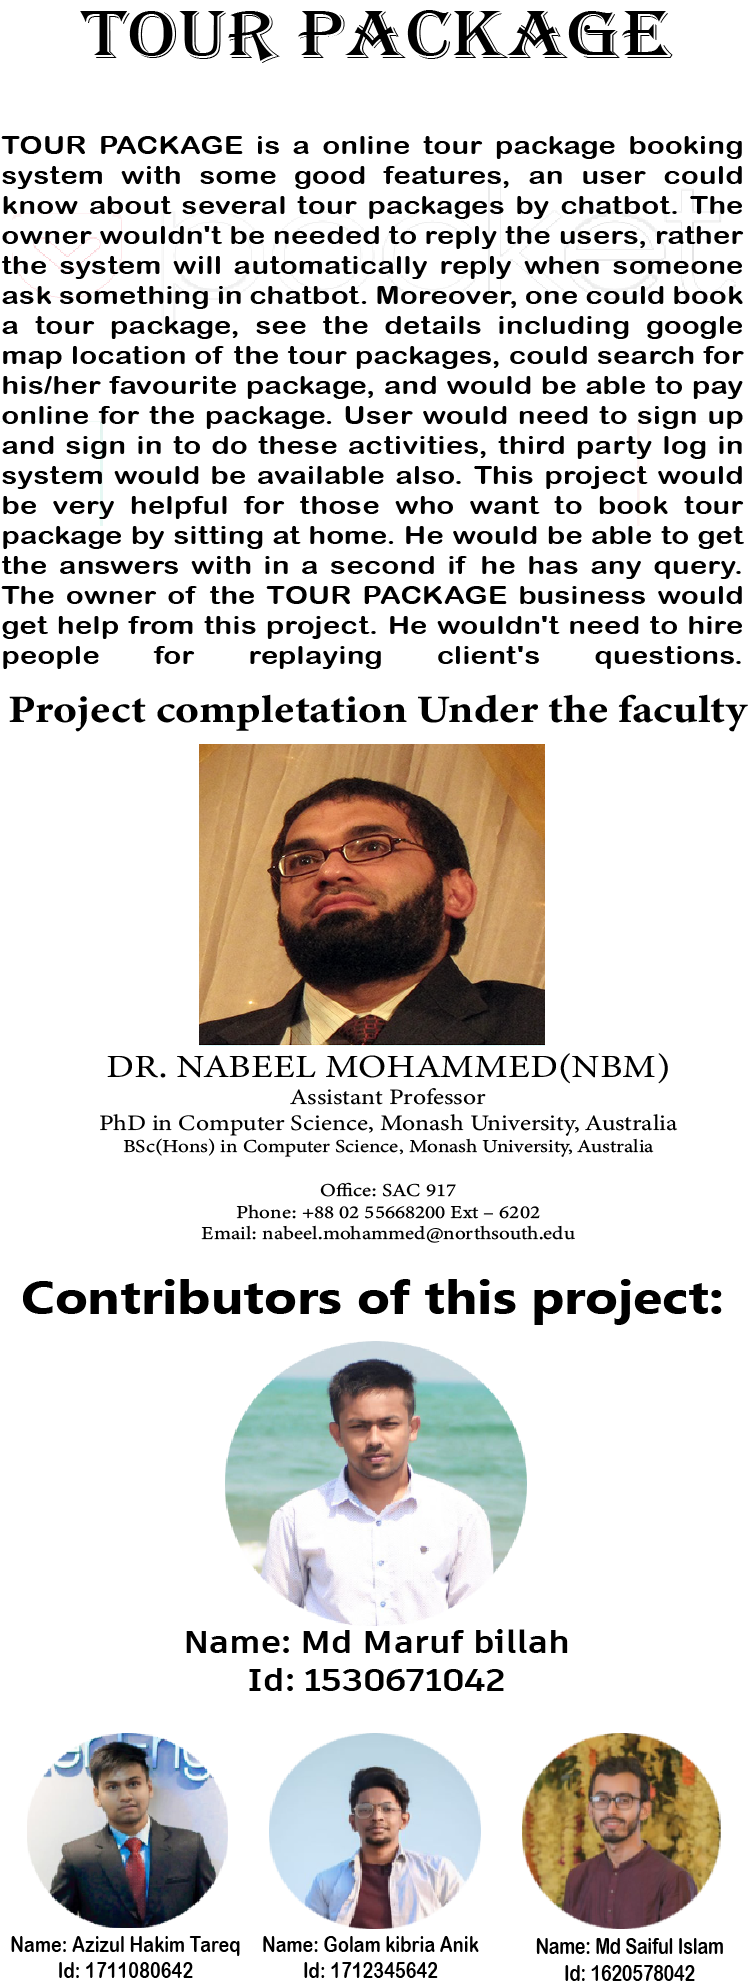 TOUR PACKAGE
TOUR PACKAGE is a online tour package booking
system with some good features, an user could
know about several tour packages by chatbot. The
owner wouldn't be needed to reply the users, rather
the system will automatically reply when someone
ask something in chatbot. Moreover, one could book
a tour package, see the details including google
map location of the tour packages, could search for
his/her favourite package, and would be able to pay
online for the package. User would need to sign up
and sign in to do these activities, third party log in
system would be available also. This project would
be very helpful for those who want to book tour
package by sitting at home. He would be able to get
the answers with in a second if he has any query.
The owner of the TOUR PACKAGE business would
get help from this project. He wouldn't need to hire
people for replaying client's questions.
Project completation Under the faculty
DR. NABEEL MOHAMMED(NBM)
Assistant Professor
PhD in Computer Science, Monash University, Australia
BSc(Hons) in Computer Science, Monash University, Australia
Office: SAC 917
Phone: +88 02 55668200 Ext – 6202
Email: nabeel.mohammed@northsouth.edu
Contributors of this project:
Name: Md Maruf billah
Id: 1530671042
Name: Azizul Hakim Tareq
Id: 1711080642
Name: Golam kibria Anik
Id: 1712345642
Name: Md Saiful Islam
Id: 1620578042